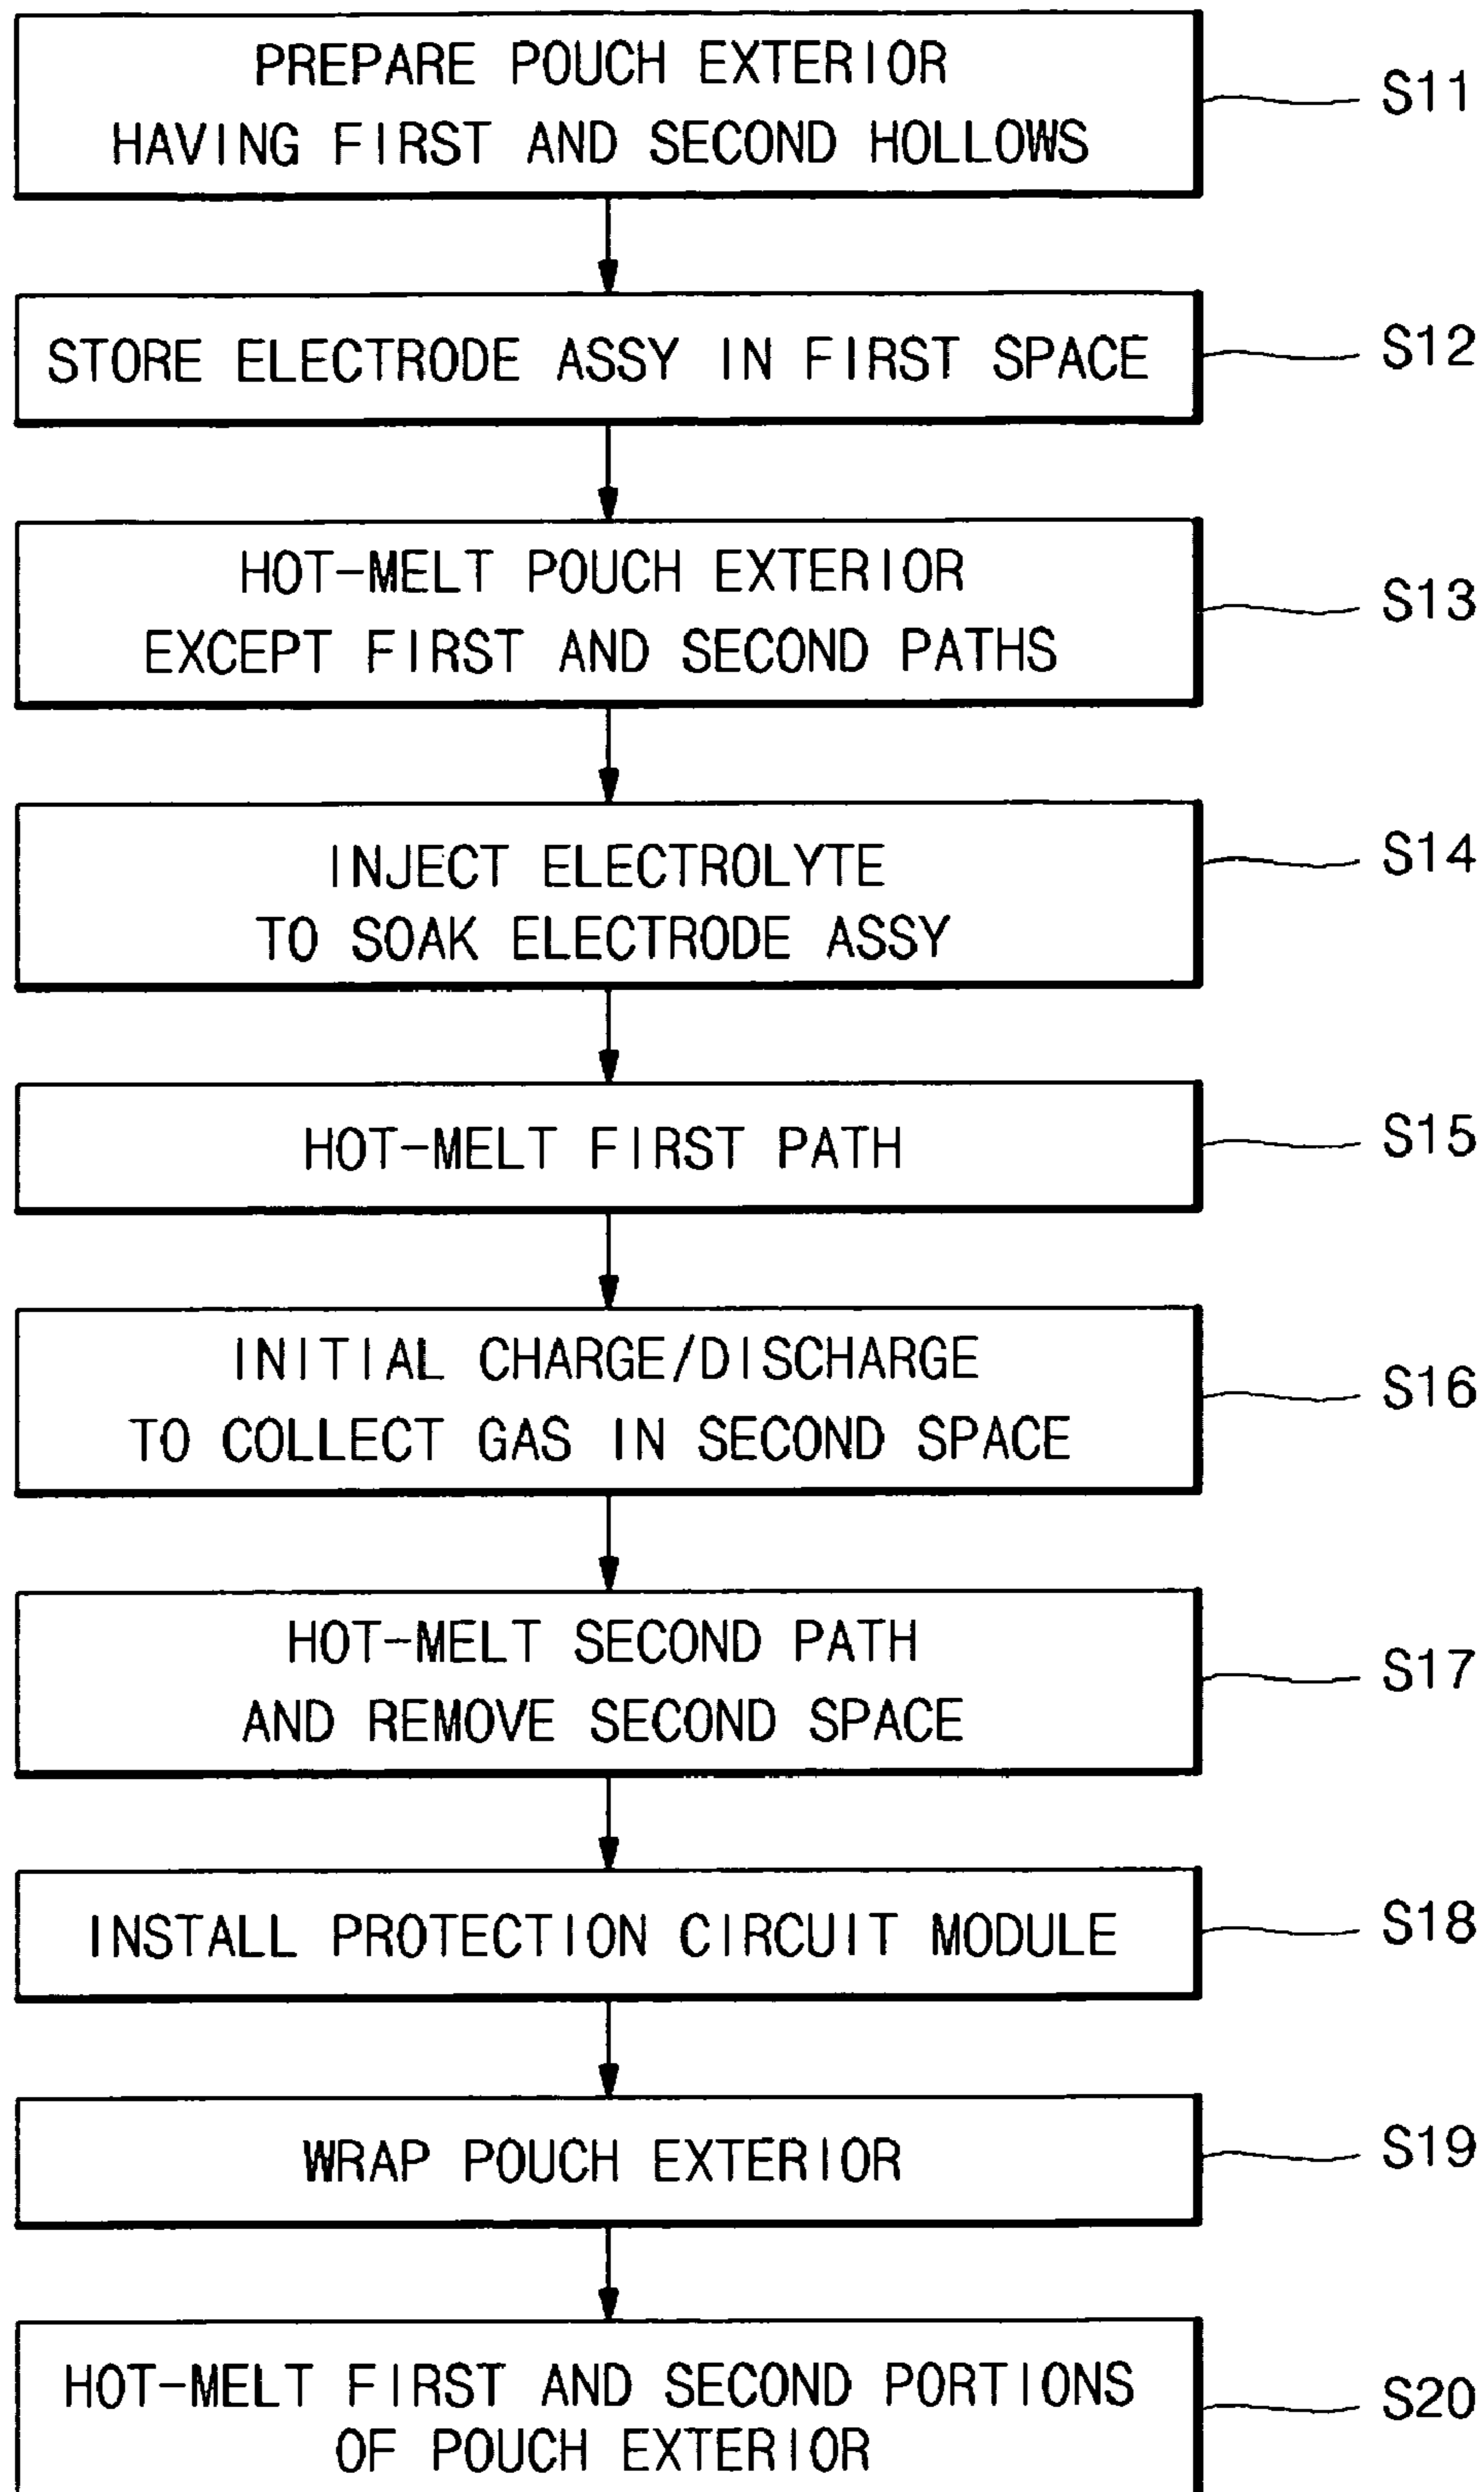 PREPARE POUCH EXTERIOR
HAVING FIRST AND SECOND HOLLOWS
S11
STORE ELECTRODE ASSY IN FIRST SPACE
S12
HOT-MELT POUCH EXTERIOR
EXCEPT FIRST AND SECOND PATHS
S13
INJECT ELECTROLYTE
TO SOAK ELECTRODE ASSY
S14
HOT-MELT FIRST PATH
S15
INITIAL CHARGE/DISCHARGE
TO COLLECT GAS IN SECOND SPACE
S16
HOT-MELT SECOND PATH
AND REMOVE SECOND SPACE
S17
INSTALL PROTECTION CIRCUIT MODULE
S18
WRAP POUCH EXTERIOR
S19
HOT-MELT FIRST AND SECOND PORTIONS
OF POUCH EXTERIOR
S20